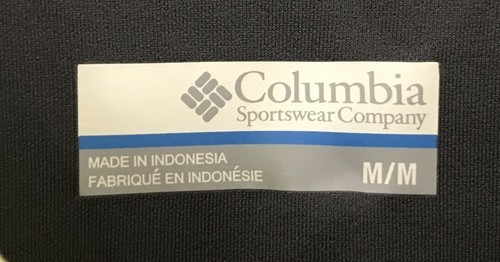 Columbia
Sportswear Company
MADE IN INDONESIA
FABRIQUÉ EN INDONÉSIE
M/M